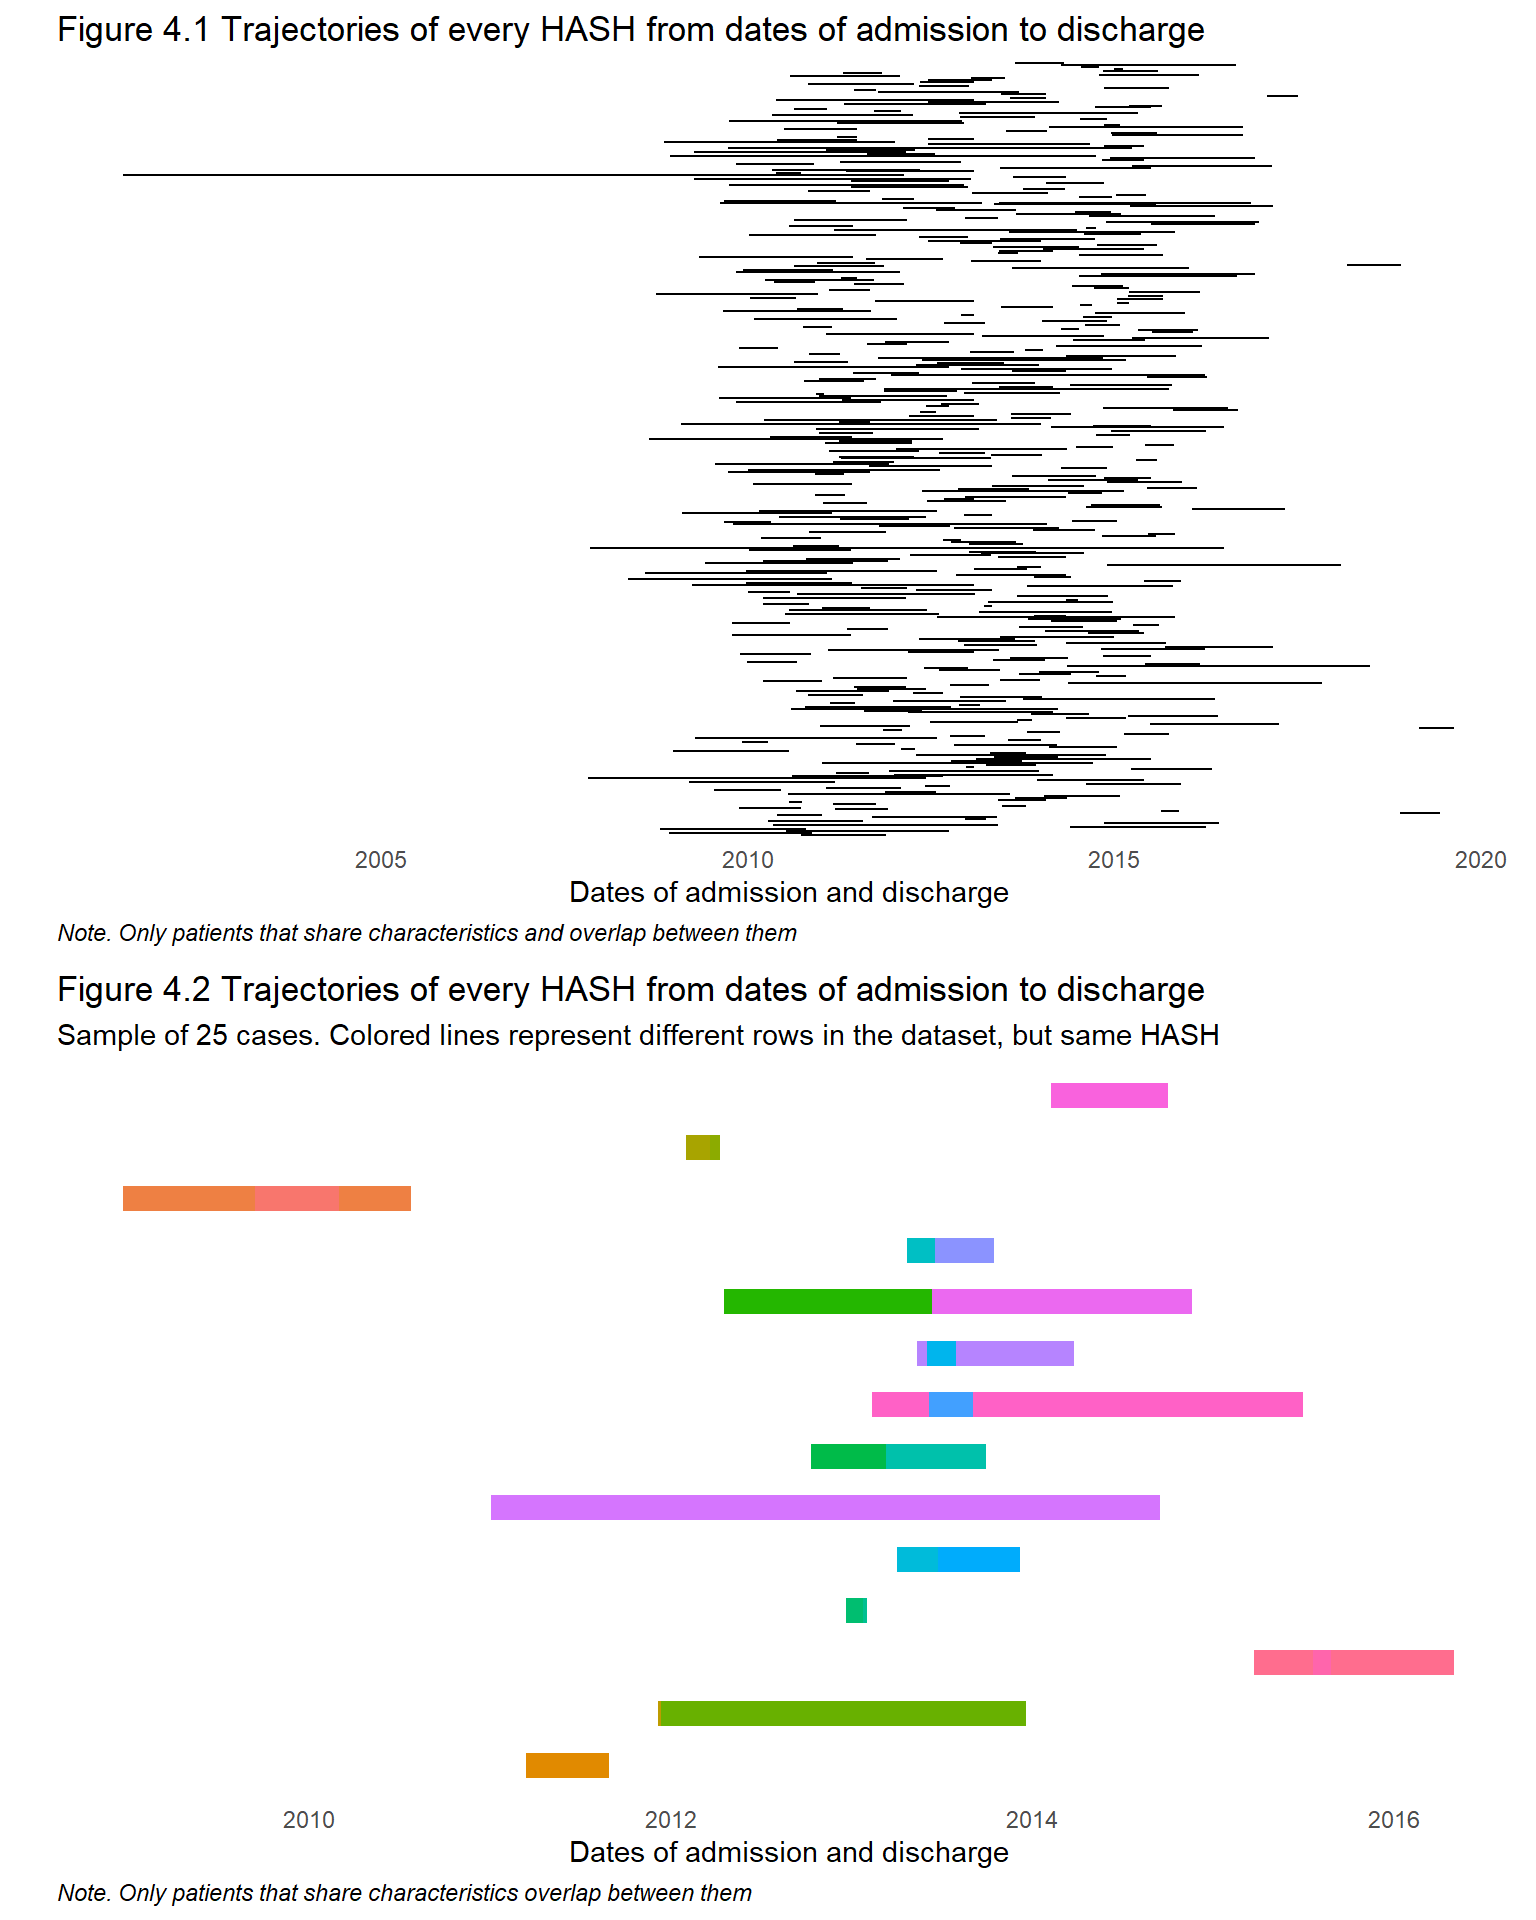 Figure 4.1 Trajectories of every HASH from dates of admission to discharge
2005 2010 2015 2020
Dates of admission and discharge
Note. Only patients that share characteristics and overlap between them
Figure 4.2 Trajectories of every HASH from dates of admission to discharge
Sample of 25 cases. Colored lines represent different rows in the dataset, but same HASH
2010 2012 2014 2016
Dates of admission and discharge
Note. Only patients that share characteristics overlap between them